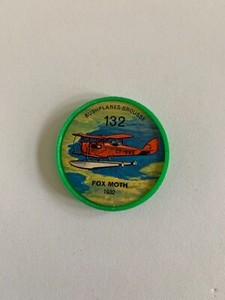 BUSHPLANES-BROUSSE
132
FOX MOTH
1932